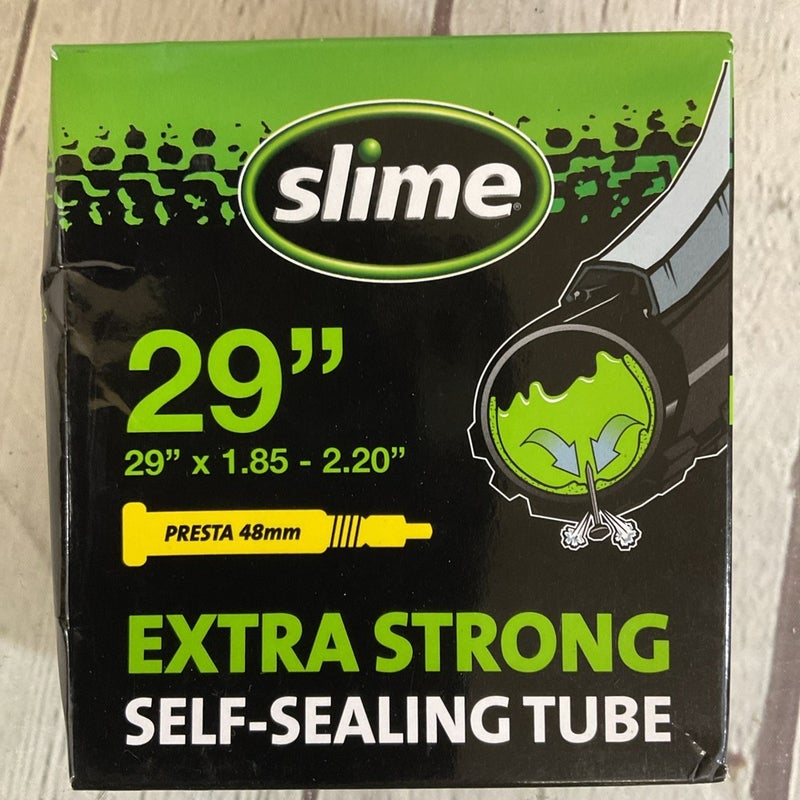 slime®
29”
29” x 1.85 - 2.20”
PRESTA 48mm
EXTRA STRONG
SELF-SEALING TUBE